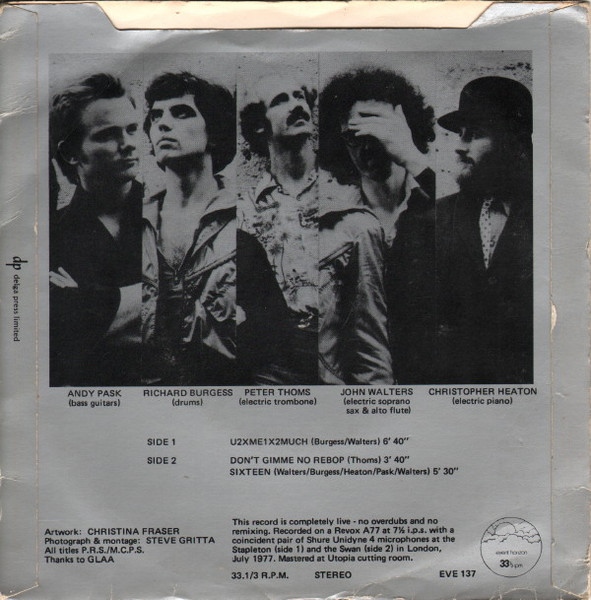 dp delga press limited
ANDY PASK
(bass guitars)
RICHARD BURGESS
(drums)
PETER THOMS
(electric trombone)
JOHN WALTERS
(electric soprano
sax & alto flute)
CHRISTOPHER HEATON
(electric piano)
SIDE 1 U2XME1X2MUCH (Burgess/Walters) 6' 40"
SIDE 2 DON'T GIMME NO REBOP (Thoms) 3' 40"
SIXTEEN (Walters/Burgess/Heaton/Pask/Walters) 5' 30"
Artwork: CHRISTINA FRASER
Photograph & montage: STEVE GRITTA
All titles P.R.S./M.C.P.S.
Thanks to GLAA
This record is completely live - no overdubs and no
remixing. Recorded on a Revox A77 at 7½ i.p.s. with a
coincident pair of Shure Unidyne 4 microphones at the
Stapleton (side 1) and the Swan (side 2) in London,
July 1977. Mastered at Utopia cutting room.
33.1/3 R.P.M. STEREO EVE 137
event horizon
33⅓rpm